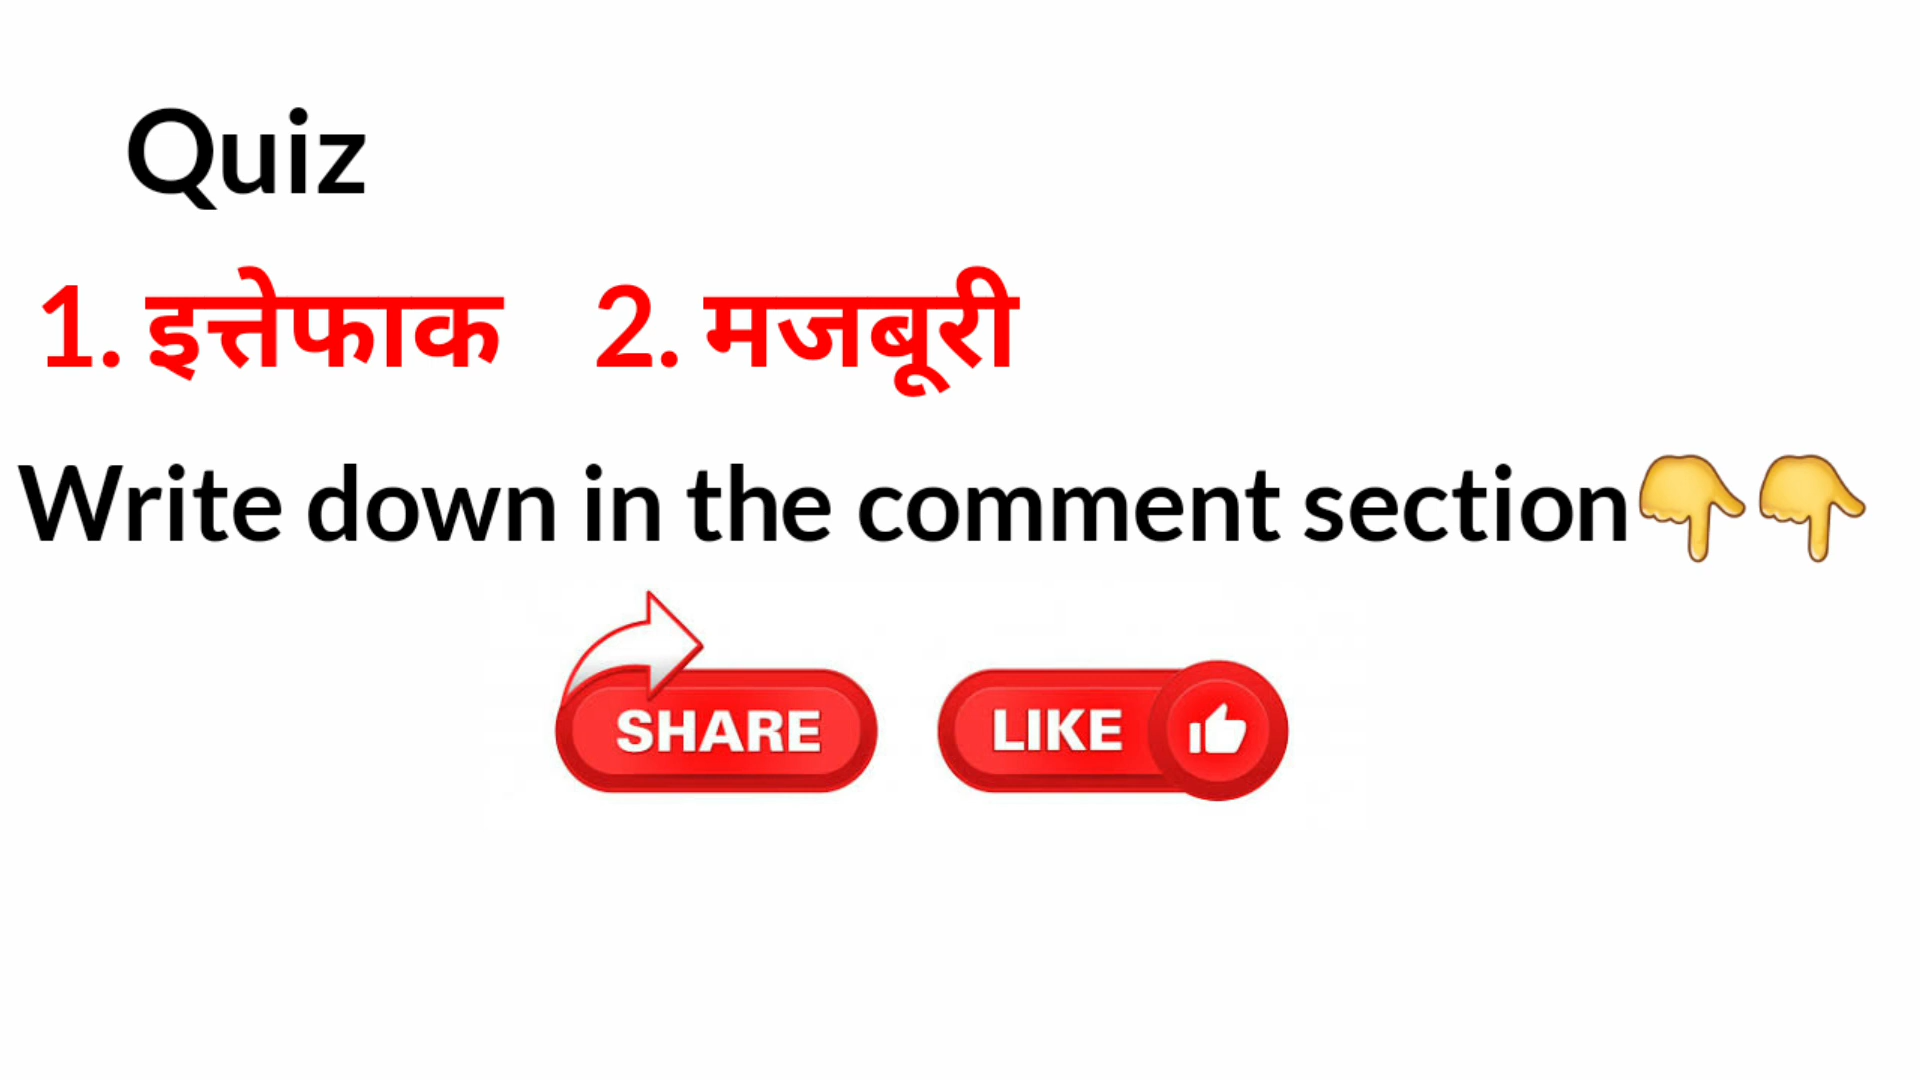 Quiz
1. इत्तेफाक 2. मजबूरी
Write down in the comment section👇👇
SHARE LIKE